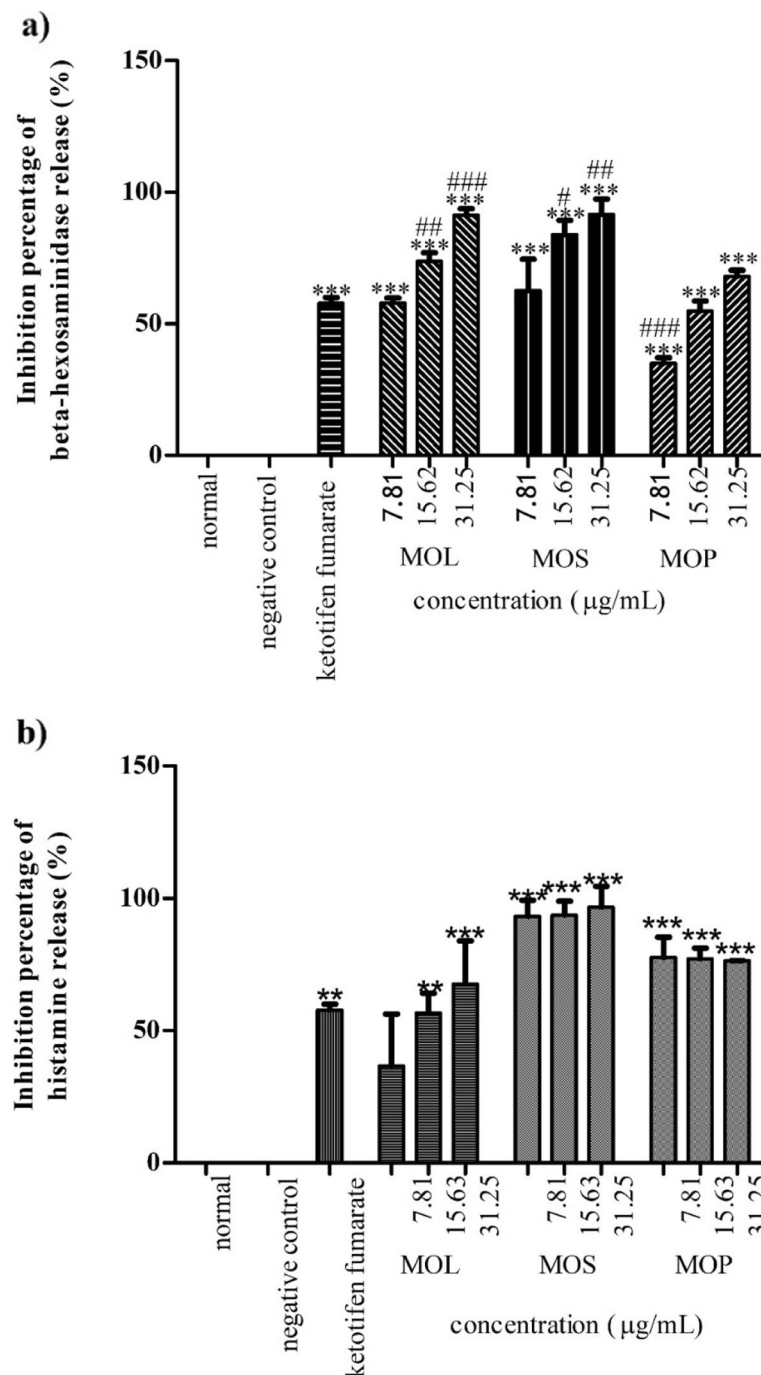 a)
Inhibition percentage of
beta-hexosaminidase release (%)
150
100
50
0
***
***
##
***
###
***
***
#
***
##
***
###
***
***
***
normal
negative control
ketotifen fumarate
7.81
15.62
31.25
7.81
15.62
31.25
7.81
15.62
31.25
MOL
MOS
MOP
concentration (μg/mL)
b)
Inhibition percentage of
histamine release (%)
150
100
50
0
**
**
***
***
***
***
***
***
***
normal
negative control
ketotifen fumarate
7.81
15.63
31.25
7.81
15.63
31.25
7.81
15.63
31.25
MOL
MOS
MOP
concentration (μg/mL)